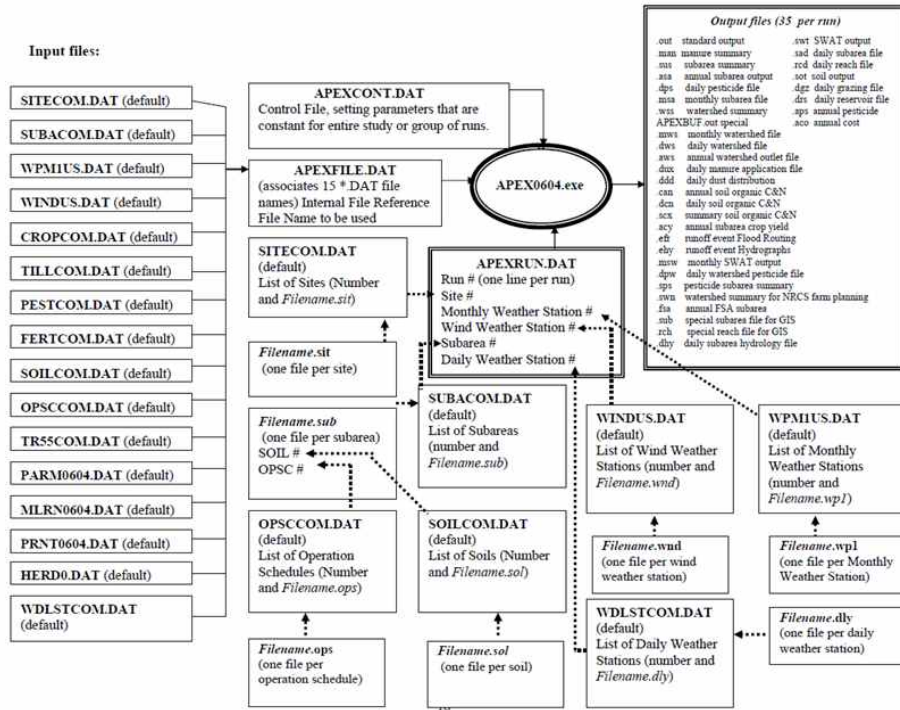 Input files:
SITECOM.DAT (default)
SUBACOM.DAT (default)
WPM1US.DAT (default)
WINDUS.DAT (default)
CROPCOM.DAT (default)
TILLCOM.DAT (default)
PESTCOM.DAT (default)
FERTCOM.DAT (default)
SOILCOM.DAT (default)
OPSCCOM.DAT (default)
TR55COM.DAT (default)
PARM0604.DAT (default)
MLRN0604.DAT (default)
PRNT0604.DAT (default)
HERD0.DAT (default)
WDLSTCOM.DAT
(default)
APEXCONT.DAT
Control File, setting parameters that are
constant for entire study or group of runs.
APEXFILE.DAT
(associates 15 *.DAT file
names) Internal File Reference
File Name to be used
APEX0604.exe
SITECOM.DAT
(default)
List of Sites (Number
and Filename.sit)
APEXRUN.DAT
Run # (one line per run)
Site #
Monthly Weather Station #
Wind Weather Station #
Subarea #
Daily Weather Station #
Filename.sit
(one file per site)
Filename.sub
(one file per subarea)
SOIL #
OPSC #
SUBACOM.DAT
(default)
List of Subareas
(number and
Filename.sub)
OPSCCOM.DAT
(default)
List of Operation
Schedules (Number
and Filename.ops)
SOILCOM.DAT
(default)
List of Soils (Number
and Filename.sol)
Filename.ops
(one file per
operation schedule)
Filename.sol
(one file per soil)
WINDUS.DAT
(default)
List of Wind Weather
Stations (number and
Filename.wnd)
WPM1US.DAT
(default)
List of Monthly
Weather Stations
(number and
Filename.wp1)
Filename.wnd
(one file per wind
weather station)
Filename.wp1
(one file per Monthly
Weather Station)
WDLSTCOM.DAT
(default)
List of Daily Weather
Stations (number and
Filename.dly)
Filename.dly
(one file per daily
weather station)
Output files (35 per run)
.out standard output .swt SWAT output
.man manure summary .sad daily subarea file
.sus subarea summary .rcd daily reach file
.asa annual subarea output .sot soil output
.dps daily pesticide file .dgz daily grazing file
.msa monthly subarea file .drs daily reservoir file
.wss watershed summary .aps annual pesticide
APEXBUF.out special .aco annual cost
.mws monthly watershed file
.dws daily watershed file
.aws annual watershed outlet file
.dux daily manure application file
.ddd daily dust distribution
.can annual soil organic C&N
.dcn daily soil organic C&N
.scx summary soil organic C&N
.acy annual subarea crop yield
.efr runoff event Flood Routing
.ehy runoff event Hydrographs
.msw monthly SWAT output
.dpw daily watershed pesticide file
.sps pesticide subarea summary
.swn watershed summary for NRCS farm planning
.fsa annual FSA subarea
.sub special subarea file for GIS
.rch special reach file for GIS
.dhy daily subarea hydrology file